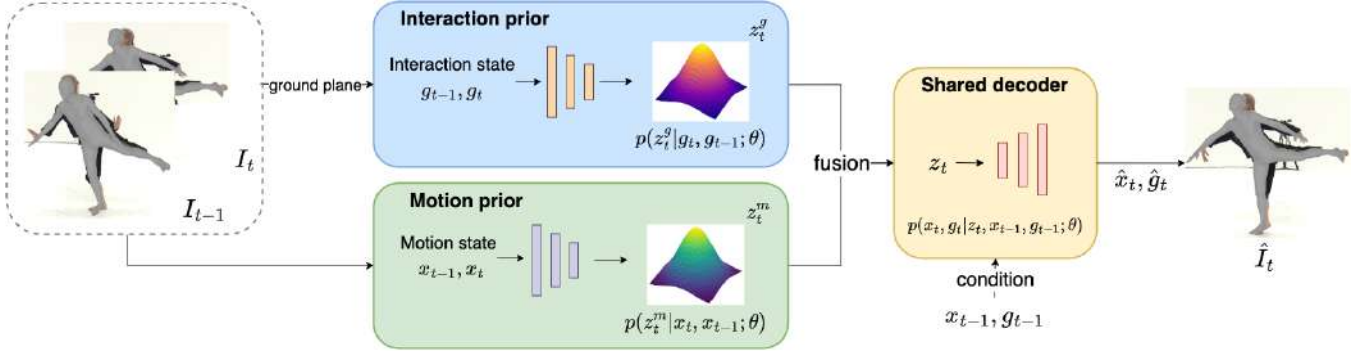 I_t
I_{t-1}
ground plane
Interaction prior
z_t^g
Interaction state
g_{t-1}, g_t
p(z_t^g|g_t, g_{t-1}; θ)
Motion prior
z_t^m
Motion state
x_{t-1}, x_t
p(z_t^m|x_t, x_{t-1}; θ)
fusion
Shared decoder
z_t
p(x_t, g_t|z_t, x_{t-1}, g_{t-1}; θ)
condition
x_{t-1}, g_{t-1}
x̂_t, ĝ_t
Î_t